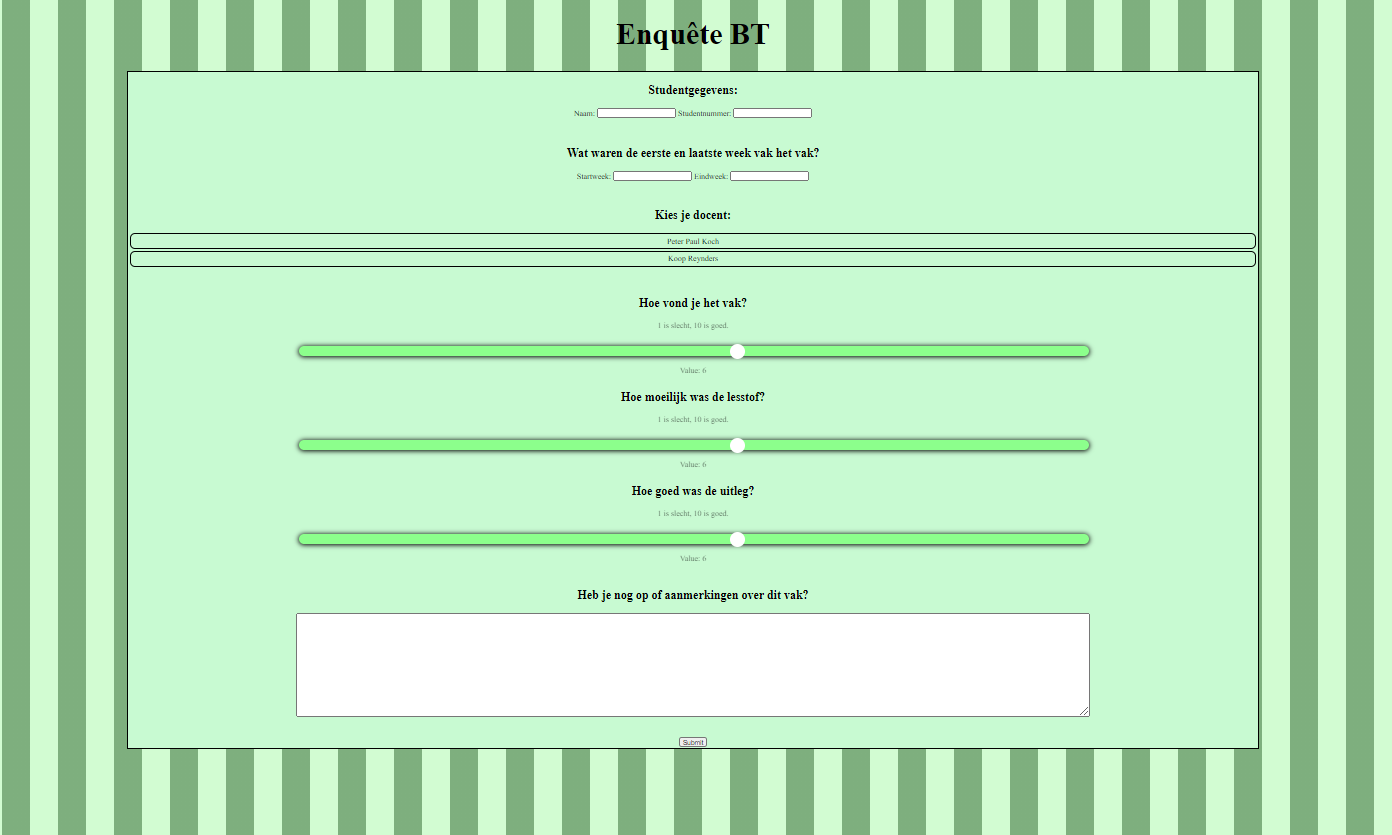 Enquête BT
Studentgegevens:
Naam: Studentnummer:
Wat waren de eerste en laatste week vak het vak?
Startweek: Eindweek:
Kies je docent:
Peter Paul Koch
Koop Reynders
Hoe vond je het vak?
1 is slecht, 10 is goed.
Value: 6
Hoe moeilijk was de lesstof?
1 is slecht, 10 is goed.
Value: 6
Hoe goed was de uitleg?
1 is slecht, 10 is goed.
Value: 6
Heb je nog op of aanmerkingen over dit vak?
Submit